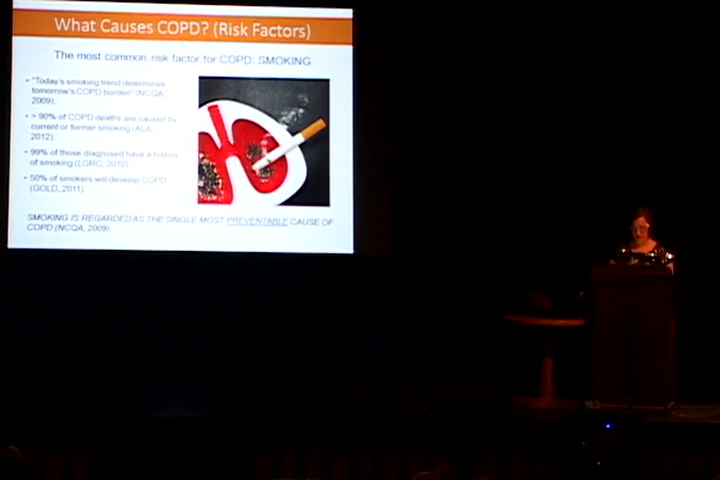 What Causes COPD? (Risk Factors)
The most common risk factor for COPD: SMOKING
• "Today's smoking trend determines
tomorrow's COPD burden" (NCQA,
2009).
• > 90% of COPD deaths are caused by
current or former smoking (ALA,
2012).
• 99% of those diagnosed have a history
of smoking (LORC, 2010).
• 50% of smokers will develop COPD
(GOLD, 2011).
SMOKING IS REGARDED AS THE SINGLE MOST PREVENTABLE CAUSE OF
COPD (NCQA, 2009).